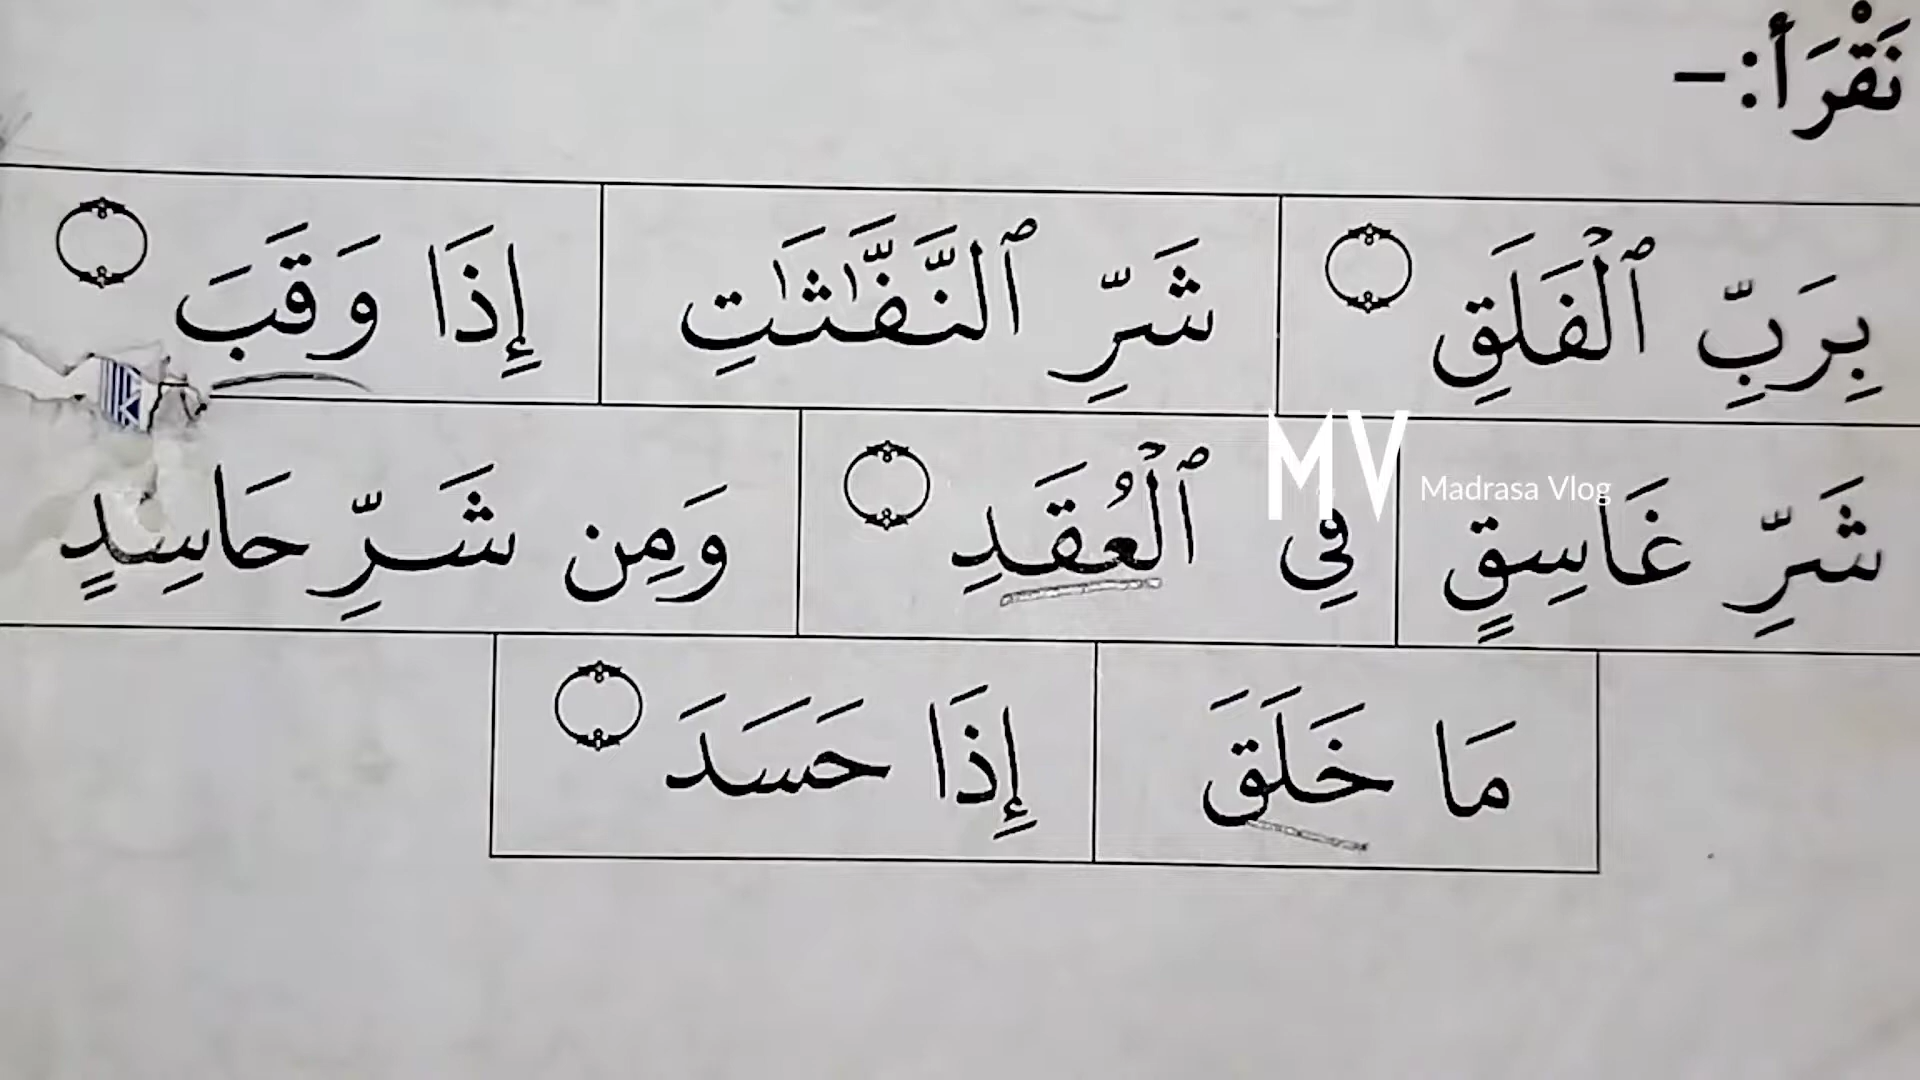 نَقْرَأ:-
بِرَبِّ ٱلْفَلَقِ شَرِّ ٱلنَّفَّٰثَٰتِ إِذَا وَقَبَ
شَرِّ غَاسِقٍ فِي ٱلْعُقَدِ وَمِن شَرِّ حَاسِدٍ
مَا خَلَقَ إِذَا حَسَدَ
MV Madrasa Vlog